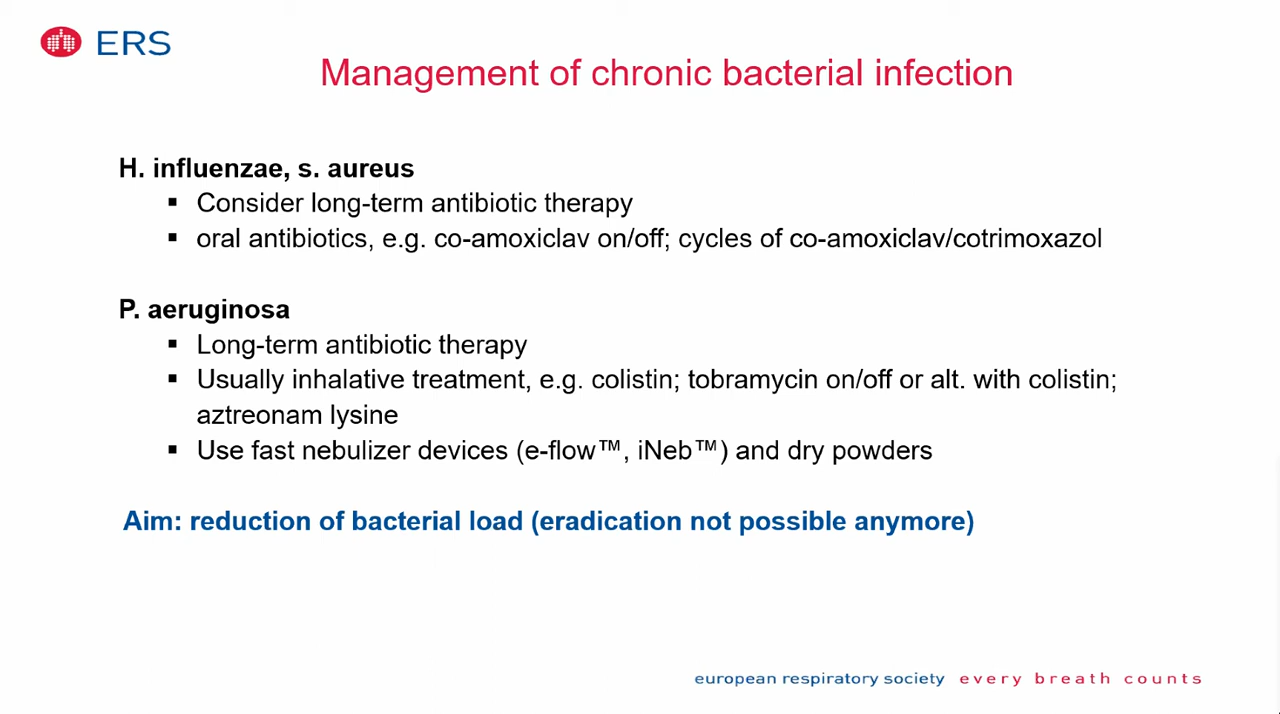 ERS
Management of chronic bacterial infection
H. influenzae, s. aureus
▪ Consider long-term antibiotic therapy
▪ oral antibiotics, e.g. co-amoxiclav on/off; cycles of co-amoxiclav/cotrimoxazol
P. aeruginosa
▪ Long-term antibiotic therapy
▪ Usually inhalative treatment, e.g. colistin; tobramycin on/off or alt. with colistin;
aztreonam lysine
▪ Use fast nebulizer devices (e-flow™, iNeb™) and dry powders
Aim: reduction of bacterial load (eradication not possible anymore)
european respiratory society every breath counts